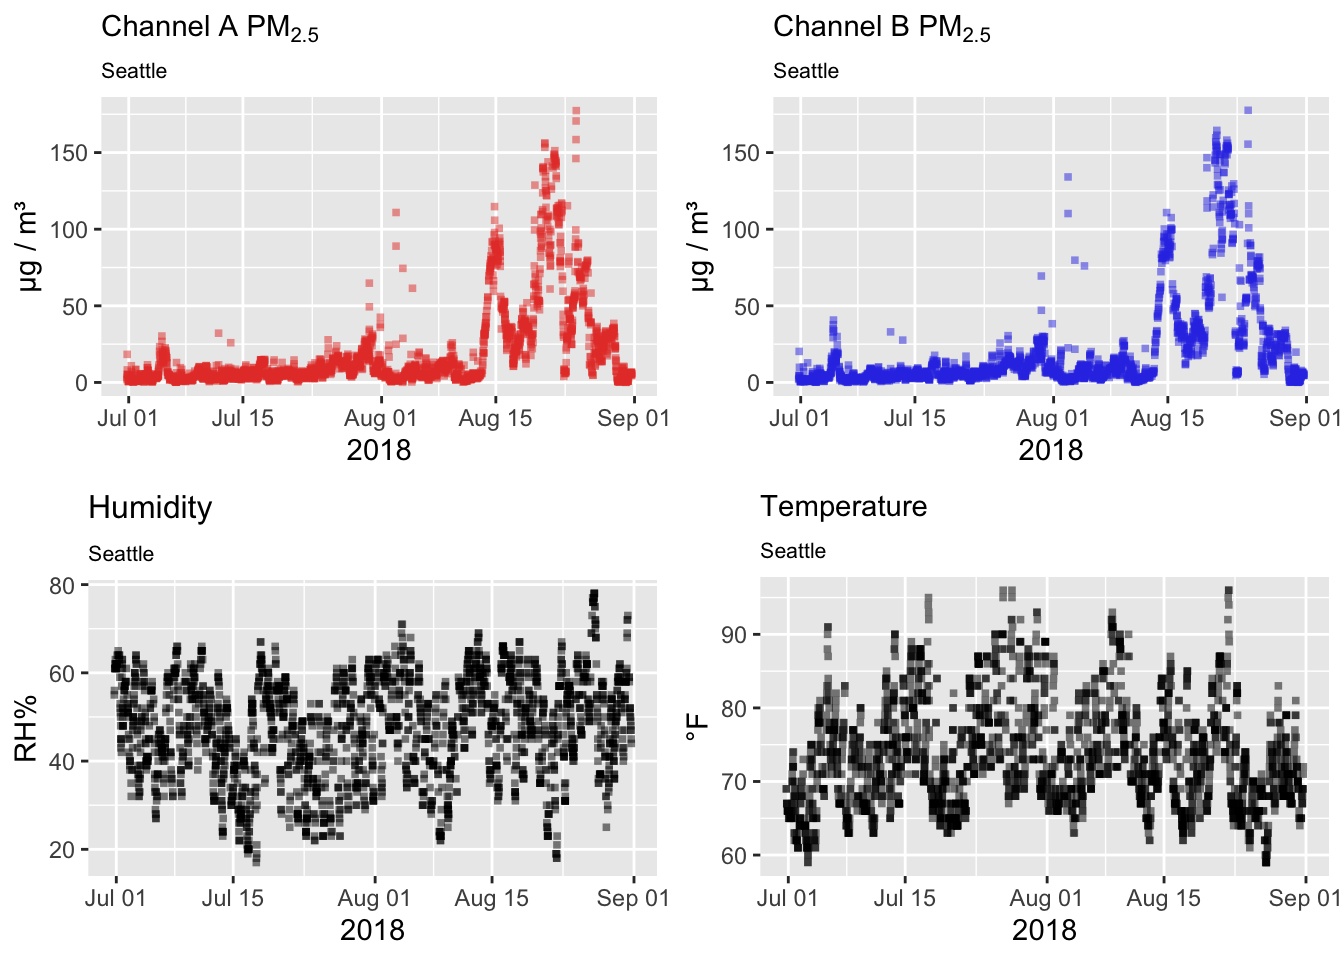 Channel A PM2.5
Seattle
150
100
50
0
µg / m³
Jul 01 Jul 15 Aug 01 Aug 15 Sep 01
2018
Channel B PM2.5
Seattle
150
100
50
0
µg / m³
Jul 01 Jul 15 Aug 01 Aug 15 Sep 01
2018
Humidity
Seattle
80
60
40
20
RH%
Jul 01 Jul 15 Aug 01 Aug 15 Sep 01
2018
Temperature
Seattle
90
80
70
60
°F
Jul 01 Jul 15 Aug 01 Aug 15 Sep 01
2018